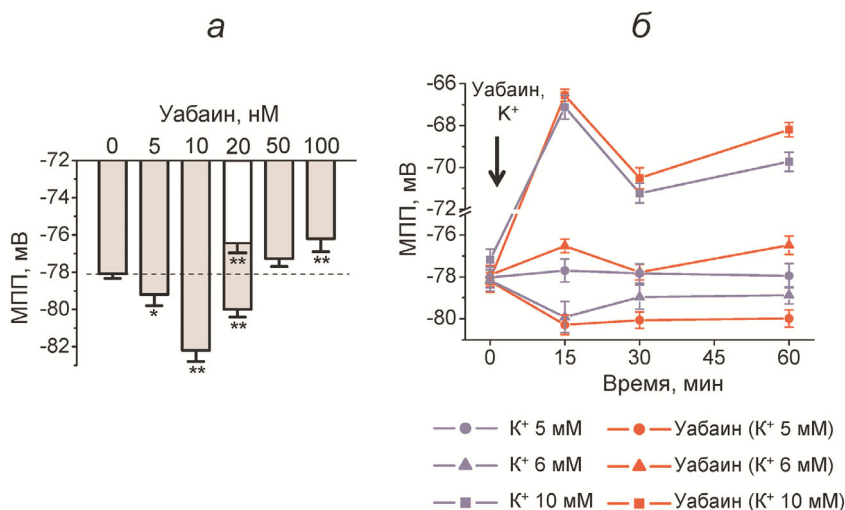 а
Уабаин, нМ
0 5 10 20 50 100
-72
-74
-76
-78
-80
-82
МПП, мВ
* ** ** ** **
б
Уабаин,
K⁺
-66
-68
-70
-72
-78
-80
МПП, мВ
0 15 30 45 60
Время, мин
K⁺ 5 мМ Уабаин (K⁺ 5 мМ)
K⁺ 6 мМ Уабаин (K⁺ 6 мМ)
K⁺ 10 мМ Уабаин (K⁺ 10 мМ)